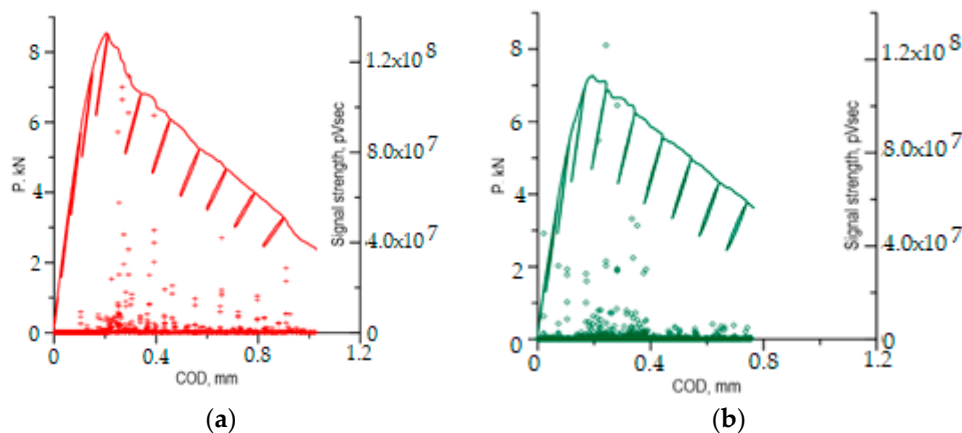 8
6
4
2
0
P. kN
0
0.4
0.8
1.2
COD, mm
1.2x10⁸
8.0x10⁷
4.0x10⁷
0
Signal strength, pVsec
(a)
8
6
4
2
0
P. kN
0
0.4
0.8
1.2
COD, mm
1.2x10⁸
8.0x10⁷
4.0x10⁷
0
Signal strength, pVsec
(b)